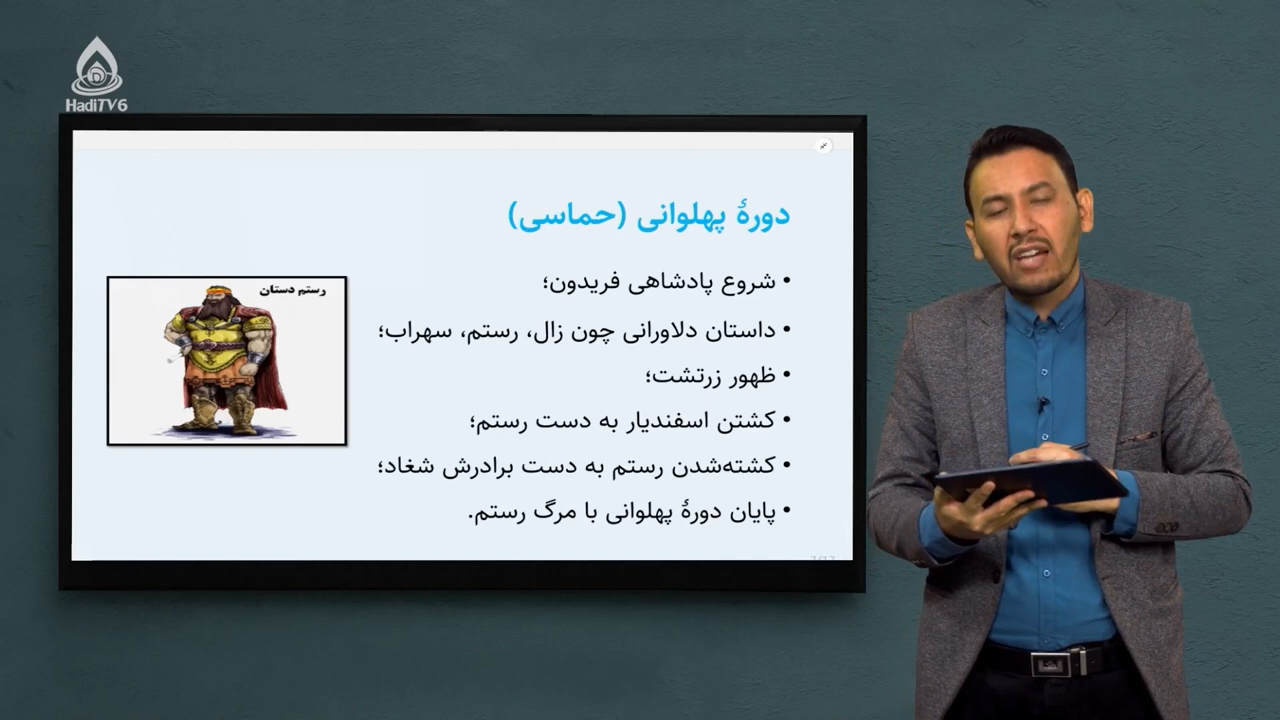 HadiTV6
دورهٔ پهلوانی (حماسی)
• شروع پادشاهی فریدون؛
• داستان دلاورانی چون زال، رستم، سهراب؛
• ظهور زرتشت؛
• کشتن اسفندیار به دست رستم؛
• کشته‌شدن رستم به دست برادرش شغاد؛
• پایان دورهٔ پهلوانی با مرگ رستم.
رستم دستان